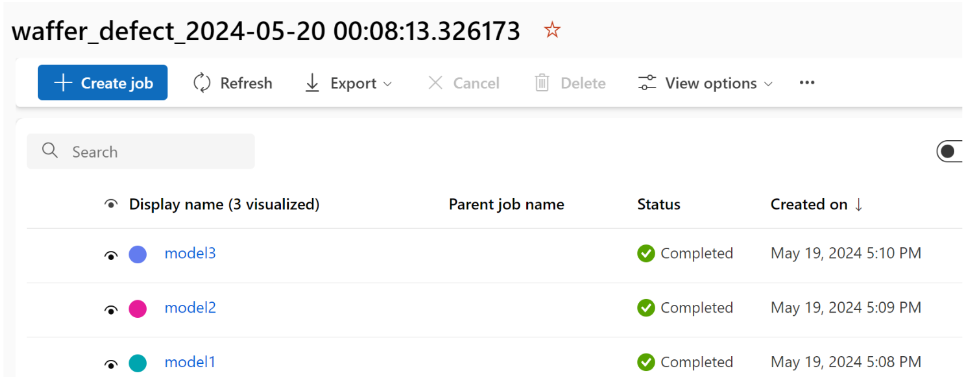 waffer_defect_2024-05-20 00:08:13.326173
Create job Refresh Export Cancel Delete View options ...
Search
Display name (3 visualized) Parent job name Status Created on ↓
model3 Completed May 19, 2024 5:10 PM
model2 Completed May 19, 2024 5:09 PM
model1 Completed May 19, 2024 5:08 PM